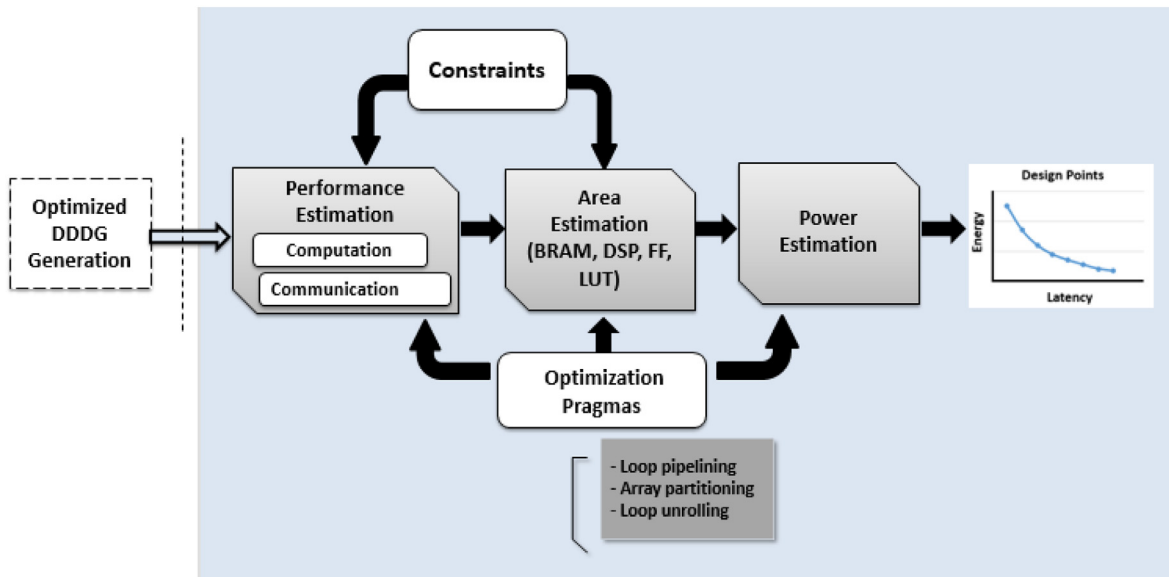 Constraints
Optimized
DDDG
Generation
Performance
Estimation
Computation
Communication
Area
Estimation
(BRAM, DSP, FF,
LUT)
Power
Estimation
Design Points
Energy
Latency
Optimization
Pragmas
- Loop pipelining
- Array partitioning
- Loop unrolling